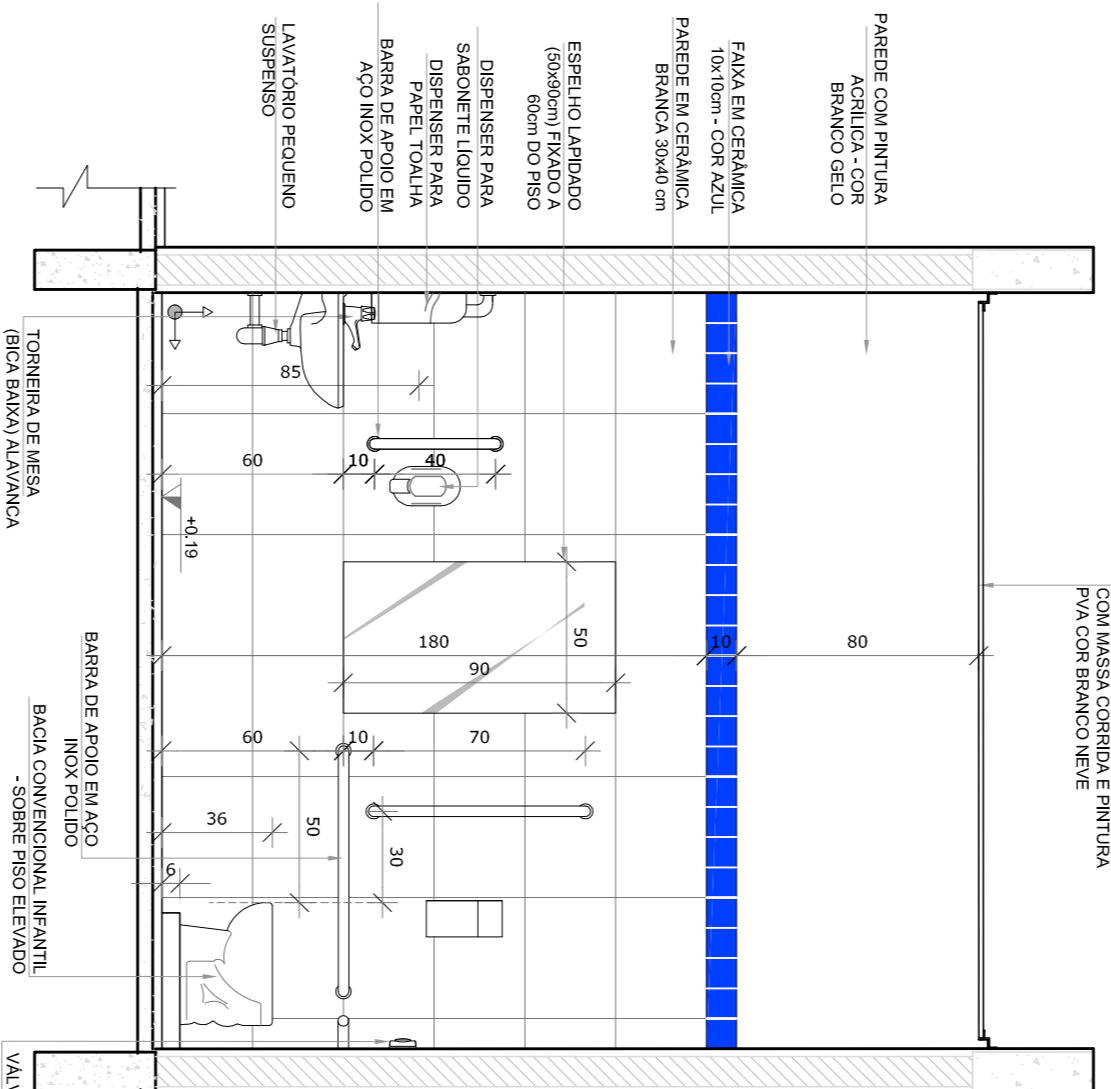 PAREDE COM PINTURA
ACRÍLICA - COR
BRANCO GELO
FAIXA EM CERÂMICA
10x10cm - COR AZUL
PAREDE EM CERÂMICA
BRANCA 30x40 cm
ESPELHO LAPIDADO
(50x90cm) FIXADO A
60cm DO PISO
DISPENSER PARA
SABONETE LÍQUIDO
DISPENSER PARA
PAPEL TOALHA
BARRA DE APOIO EM
AÇO INOX POLIDO
LAVATÓRIO PEQUENO
SUSPENSO
COM MASSA CORRIDA E PINTURA
PVA COR BRANCO NEVE
85
60
10
40
+0.19
50
180
10
80
90
60
10
70
36
50
30
6
TORNEIRA DE MESA
(BICA BAIXA) ALAVANCA
BARRA DE APOIO EM AÇO
INOX POLIDO
BACIA CONVENCIONAL INFANTIL
- SOBRE PISO ELEVADO